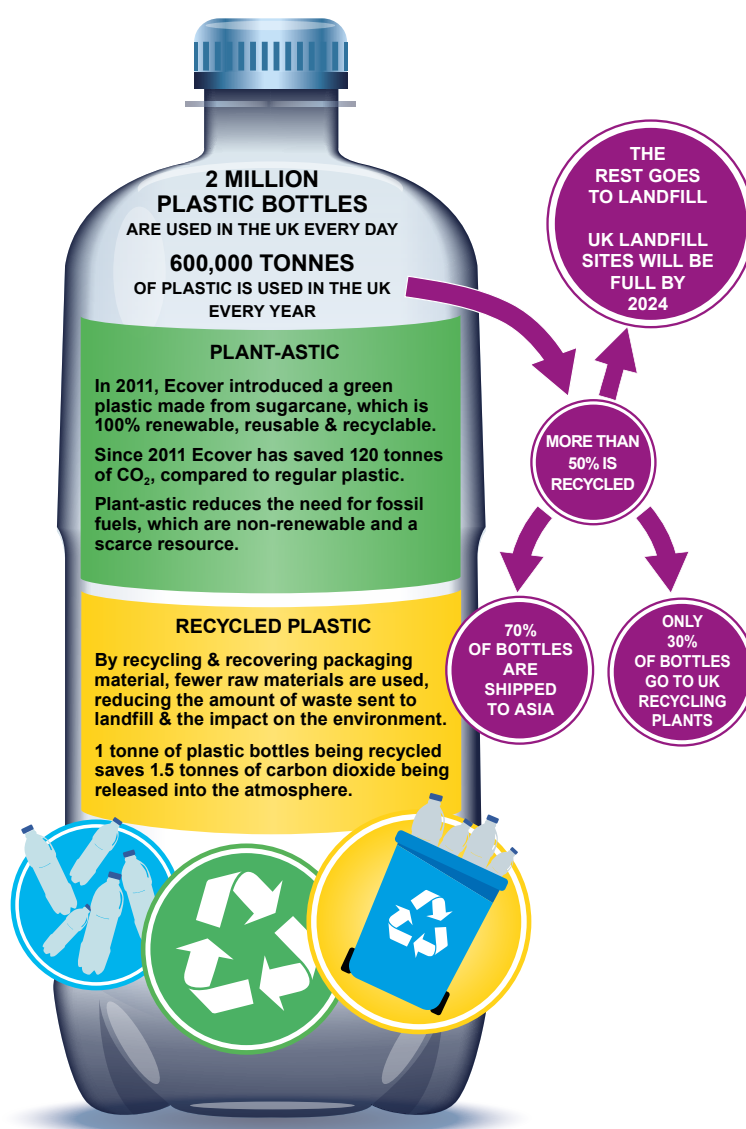 2 MILLION
PLASTIC BOTTLES
ARE USED IN THE UK EVERY DAY
600,000 TONNES
OF PLASTIC IS USED IN THE UK
EVERY YEAR
PLANT-ASTIC
In 2011, Ecover introduced a green
plastic made from sugarcane, which is
100% renewable, reusable & recyclable.
Since 2011 Ecover has saved 120 tonnes
of CO₂, compared to regular plastic.
Plant-astic reduces the need for fossil
fuels, which are non-renewable and a
scarce resource.
RECYCLED PLASTIC
By recycling & recovering packaging
material, fewer raw materials are used,
reducing the amount of waste sent to
landfill & the impact on the environment.
1 tonne of plastic bottles being recycled
saves 1.5 tonnes of carbon dioxide being
released into the atmosphere.
THE
REST GOES
TO LANDFILL
UK LANDFILL
SITES WILL BE
FULL BY
2024
MORE THAN
50% IS
RECYCLED
70%
OF BOTTLES
ARE
SHIPPED
TO ASIA
ONLY
30%
OF BOTTLES
GO TO UK
RECYCLING
PLANTS